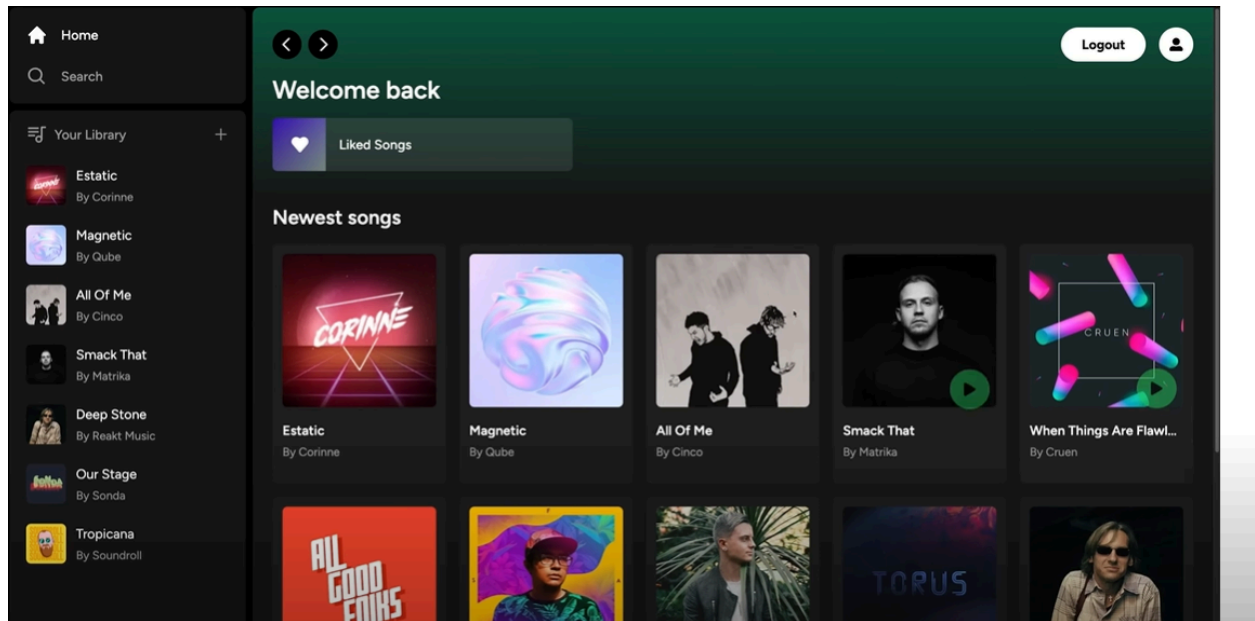 Home
Search
Your Library
Estatic
By Corinne
Magnetic
By Qube
All Of Me
By Cinco
Smack That
By Matrika
Deep Stone
By Reakt Music
Our Stage
By Sonda
Tropicana
By Soundroll
Logout
Welcome back
Liked Songs
Newest songs
CORINNE
CRUEN
Estatic
By Corinne
Magnetic
By Qube
All Of Me
By Cinco
Smack That
By Matrika
When Things Are Flawl...
By Cruen
ALL
GOOD
FOLKS
TORUS